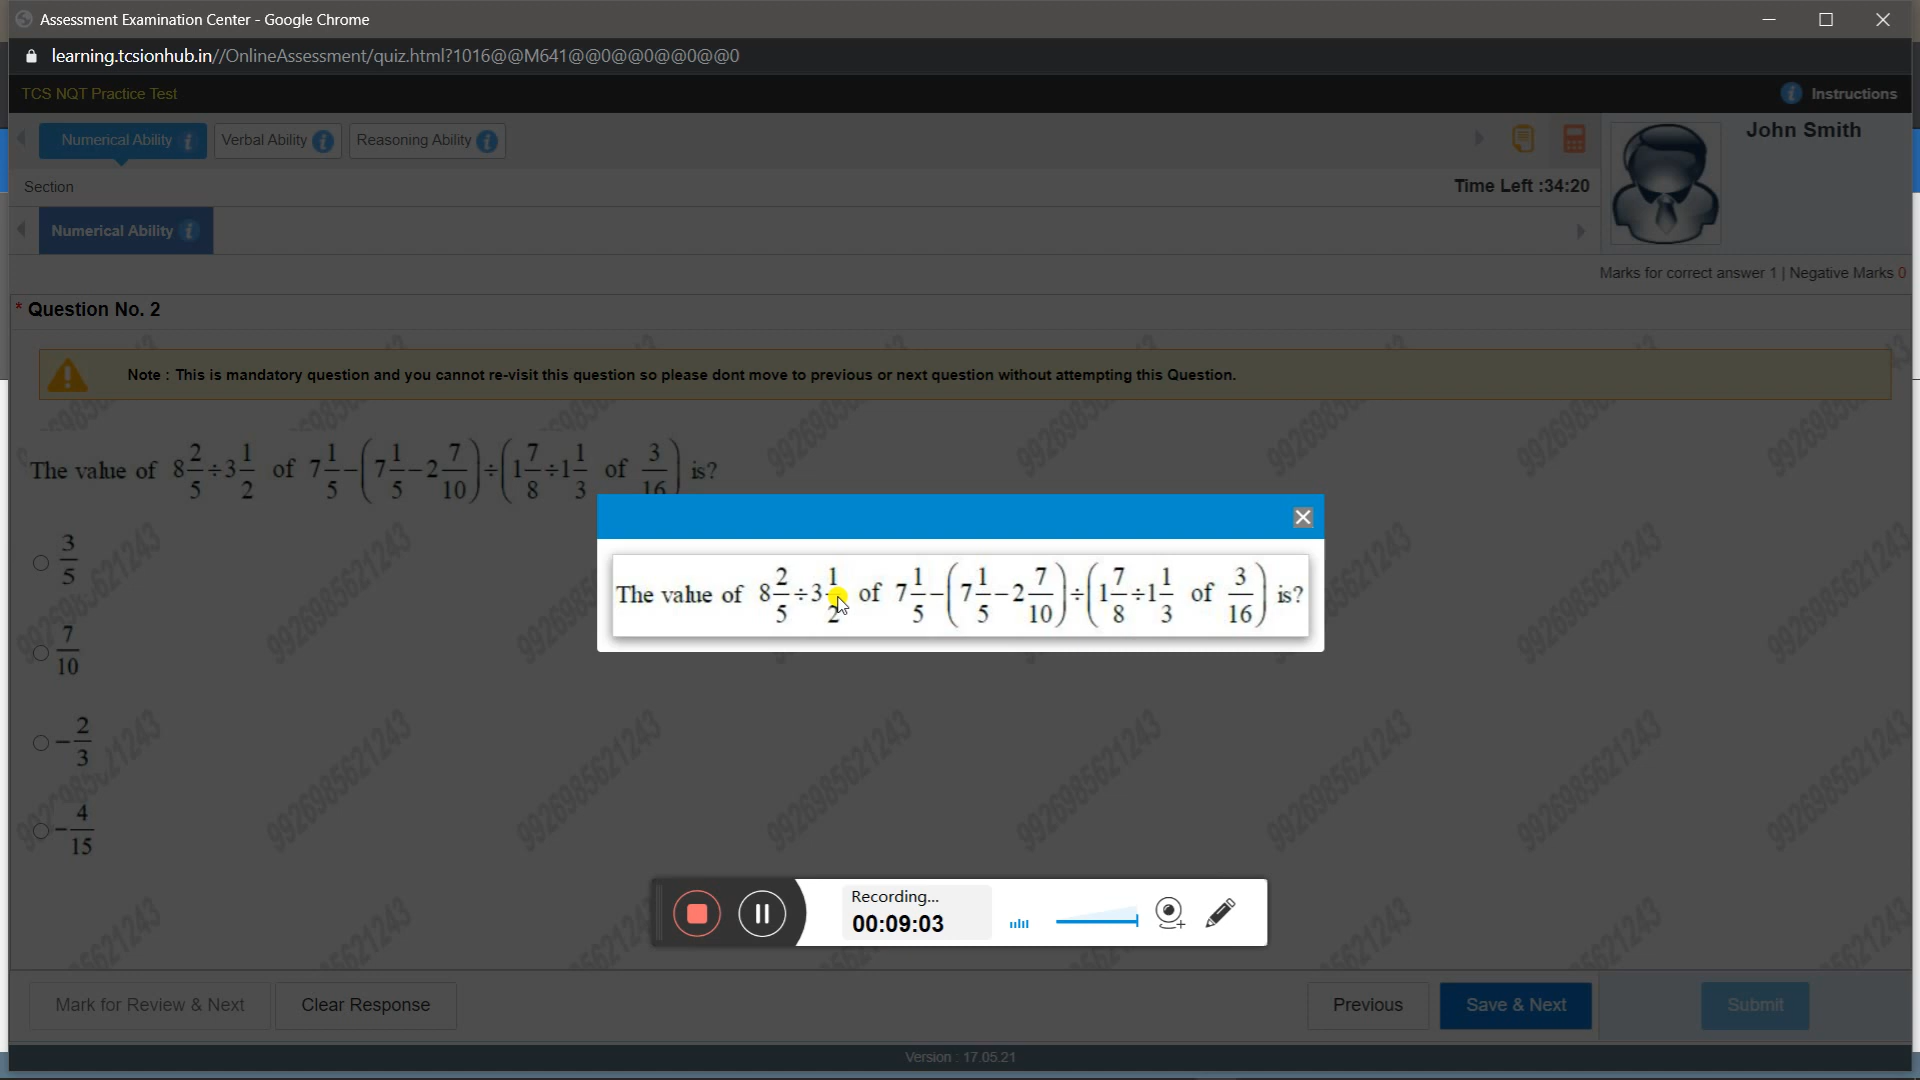 Assessment Examination Center - Google Chrome
learning.tcsionhub.in//OnlineAssessment/quiz.html?1016@@M641@@0@@0@@0@@0
TCS NQT Practice Test
Instructions
Numerical Ability i Verbal Ability i Reasoning Ability i
John Smith
Section
Time Left :34:20
Numerical Ability i
Marks for correct answer 1 | Negative Marks 0
* Question No. 2
Note : This is mandatory question and you cannot re-visit this question so please dont move to previous or next question without attempting this Question.
The value of 8 2/5 ÷ 3 1/2 of 7 1/5 − (7 1/5 − 2 7/10) ÷ (1 7/8 ÷ 1 1/3 of 3/16) is?
The value of 8 2/5 ÷ 3 1/2 of 7 1/5 − (7 1/5 − 2 7/10) ÷ (1 7/8 ÷ 1 1/3 of 3/16) is?
3/5
7/10
− 2/3
− 4/15
9926985621243
Recording...
00:09:03
Mark for Review & Next
Clear Response
Previous
Save & Next
Submit
Version : 17.05.21